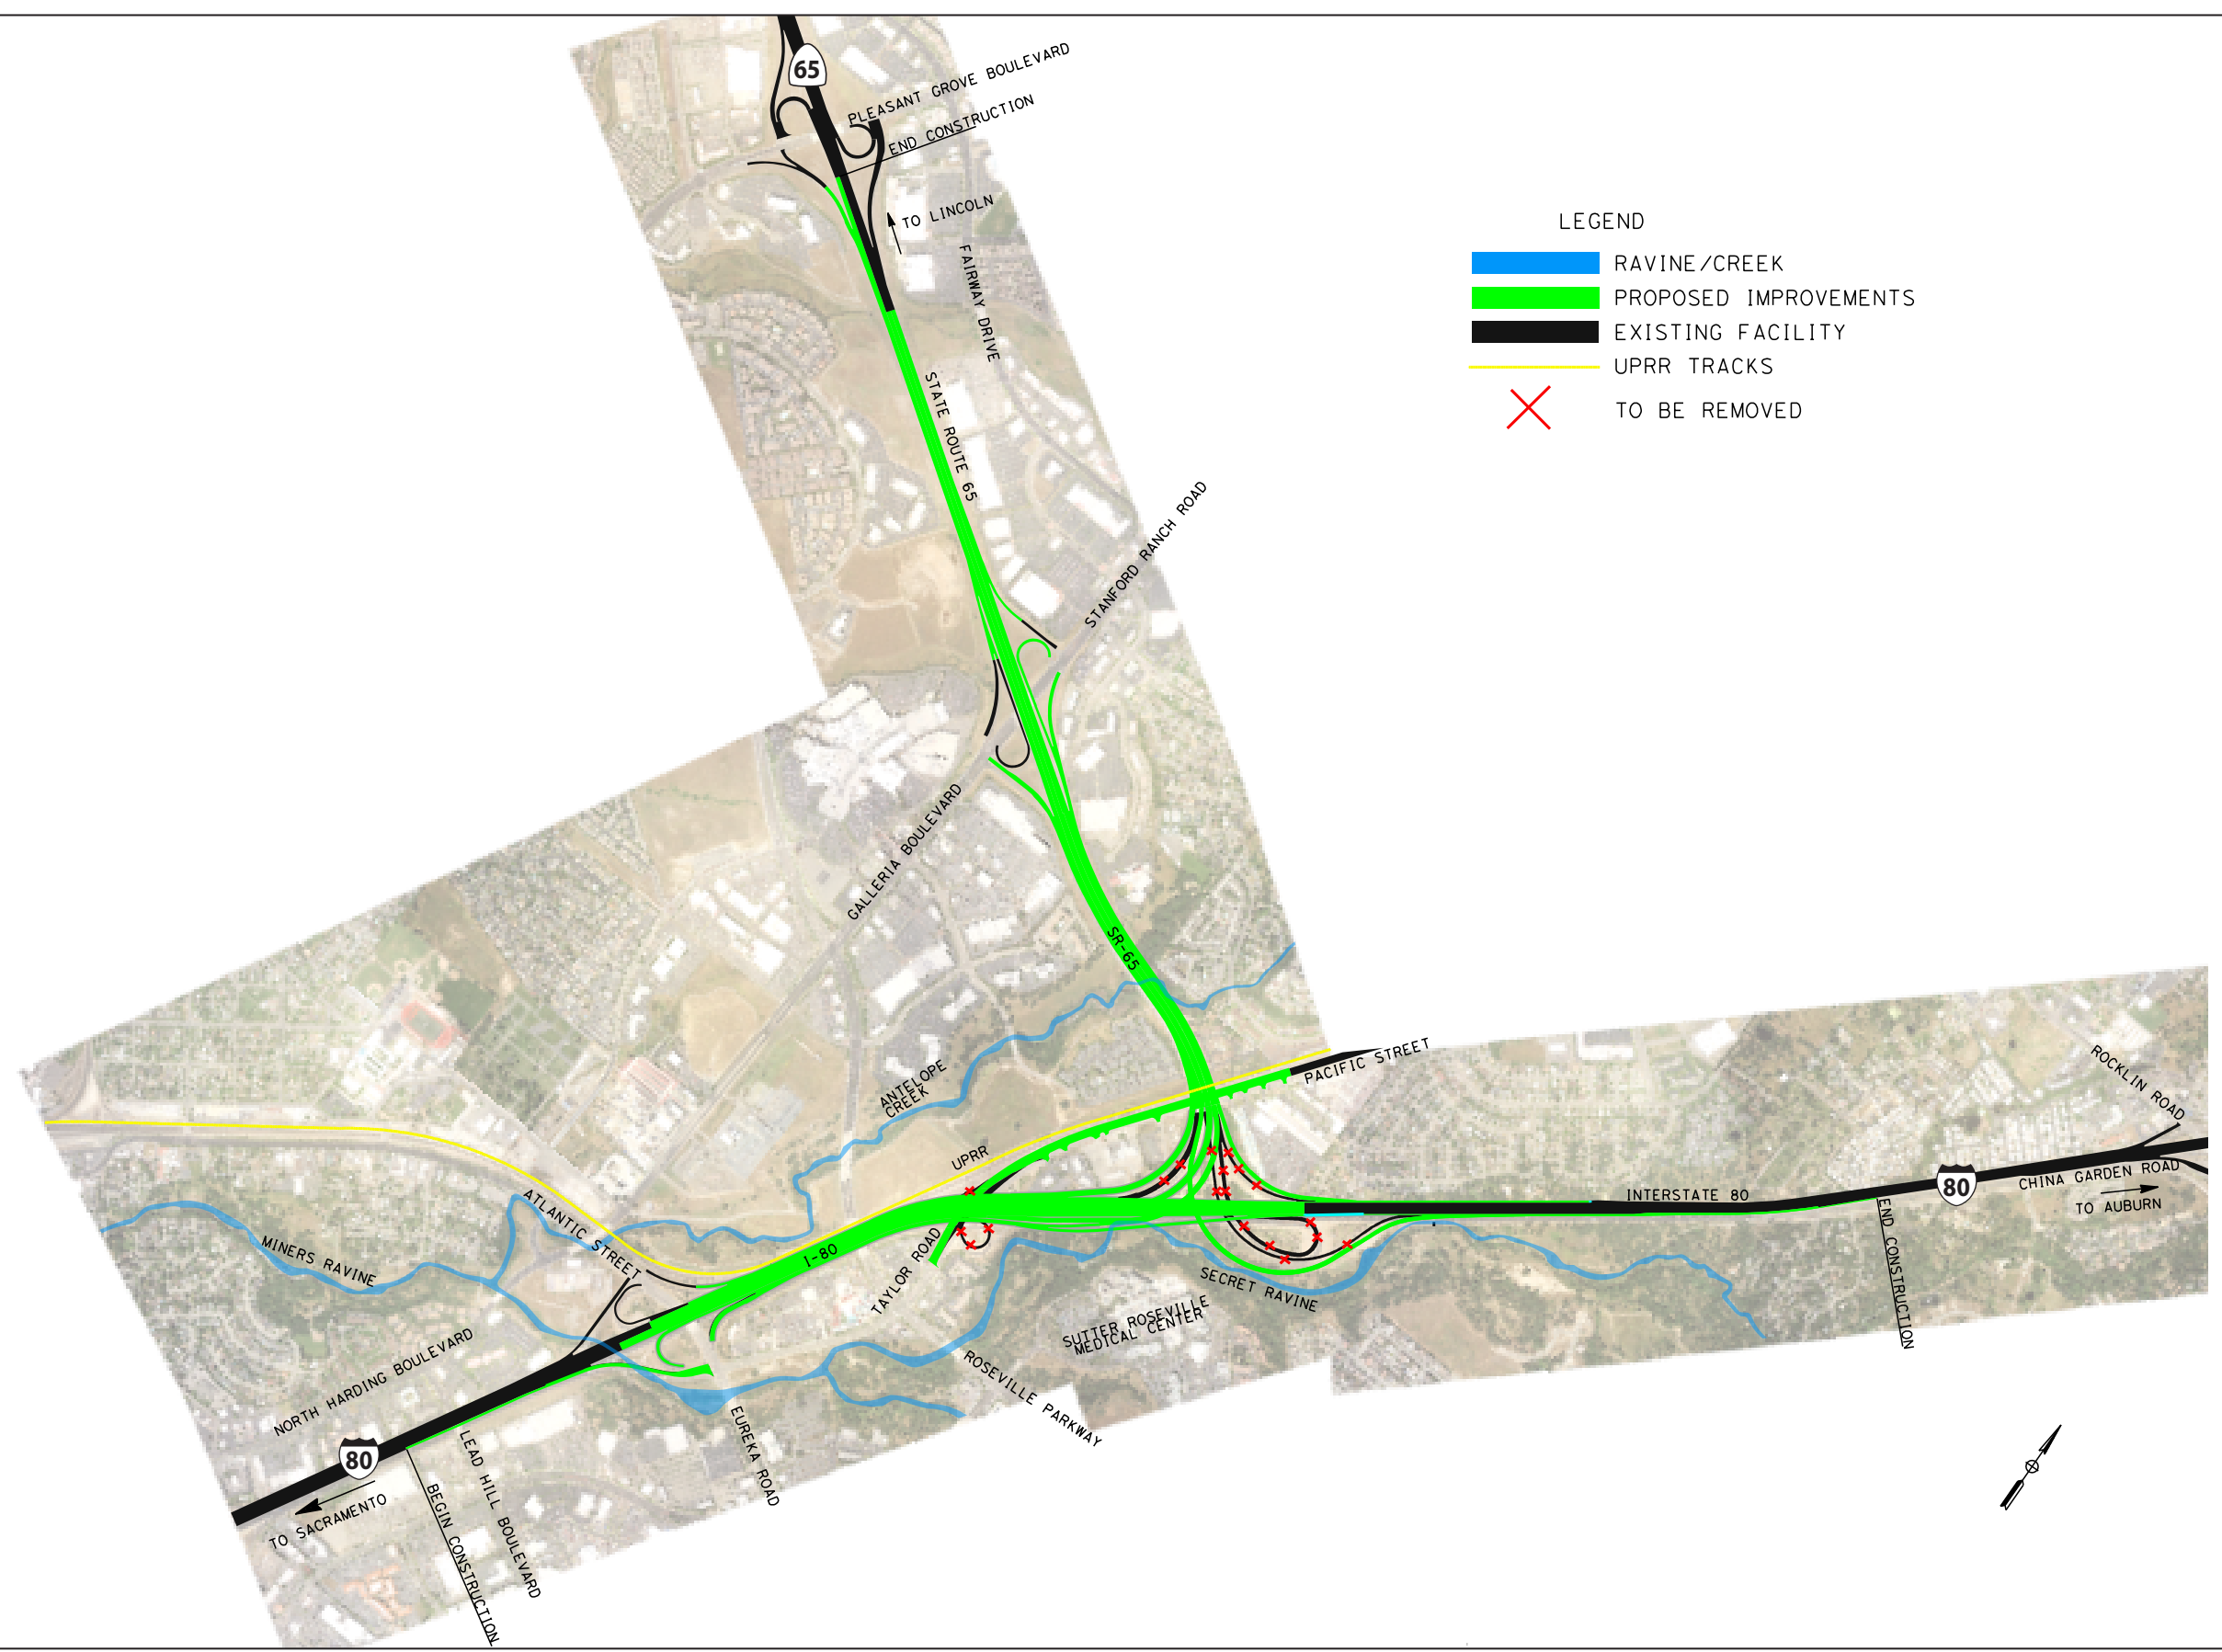 65
PLEASANT GROVE BOULEVARD
END CONSTRUCTION
TO LINCOLN
FAIRWAY DRIVE
STATE ROUTE 65
STANFORD RANCH ROAD
GALLERIA BOULEVARD
SR-65
LEGEND
RAVINE/CREEK
PROPOSED IMPROVEMENTS
EXISTING FACILITY
UPRR TRACKS
TO BE REMOVED
ANTELOPE
CREEK
UPRR
PACIFIC STREET
ROCKLIN ROAD
CHINA GARDEN ROAD
80
TO AUBURN
INTERSTATE 80
END CONSTRUCTION
ATLANTIC STREET
MINERS RAVINE
I-80
TAYLOR ROAD
SECRET RAVINE
SUTTER ROSEVILLE
MEDICAL CENTER
ROSEVILLE PARKWAY
NORTH HARDING BOULEVARD
EUREKA ROAD
LEAD HILL BOULEVARD
80
TO SACRAMENTO
BEGIN CONSTRUCTION